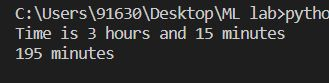 C:\Users\91630\Desktop\ML lab>pytho
Time is 3 hours and 15 minutes
195 minutes